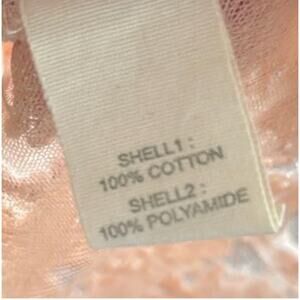 SHELL1 :
100% COTTON
SHELL2 :
100% POLYAMIDE